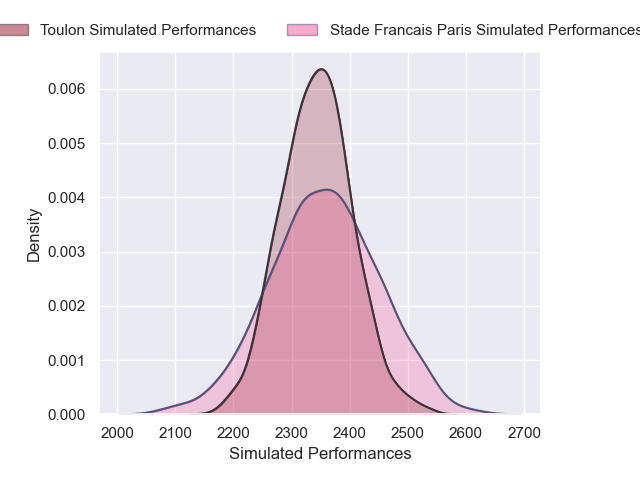 Toulon Simulated Performances Stade Francais Paris Simulated Performances
0.006
0.005
0.004
0.003
0.002
0.001
0.000
Density
2000 2100 2200 2300 2400 2500 2600 2700
Simulated Performances